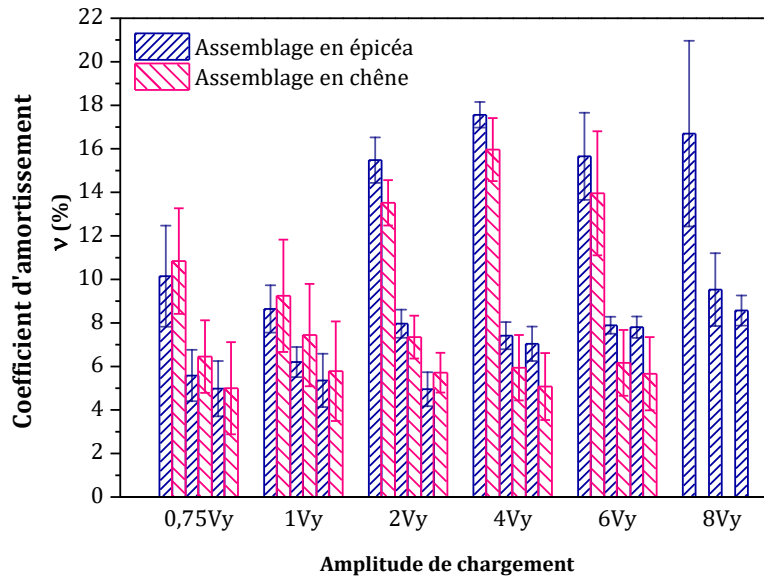 22
20
18
16
14
12
10
8
6
4
2
0
Coefficient d'amortissement
ν (%)
Assemblage en épicéa
Assemblage en chêne
0,75Vy 1Vy 2Vy 4Vy 6Vy 8Vy
Amplitude de chargement